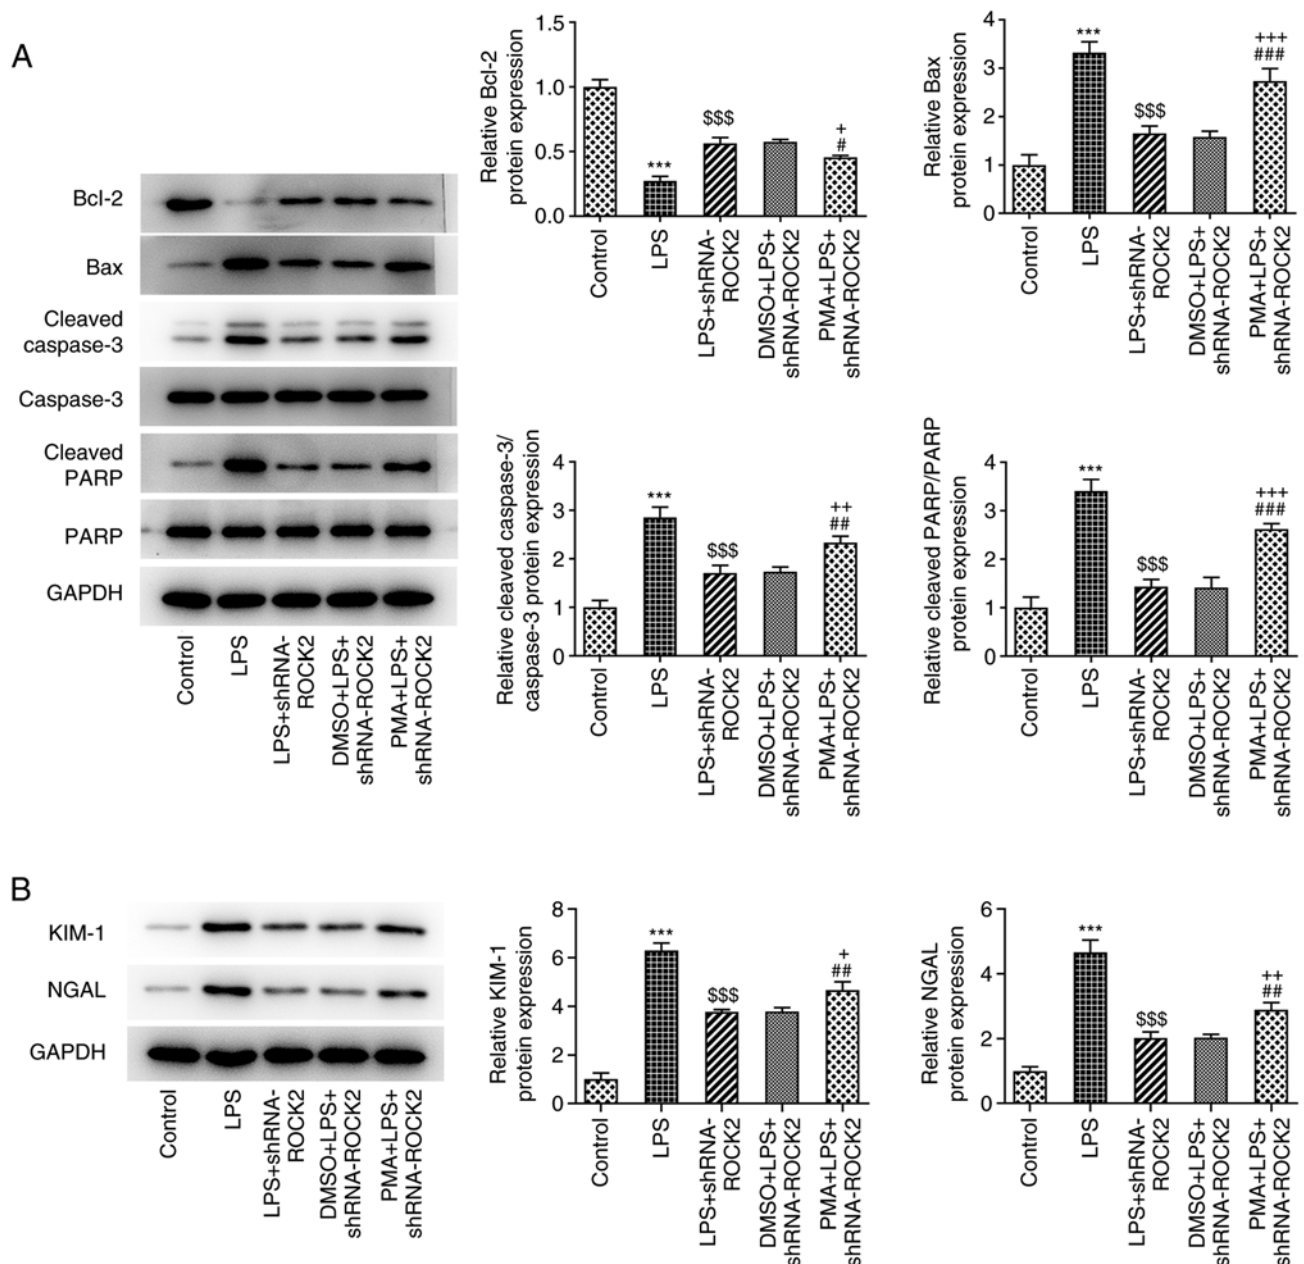 A
Bcl-2
Bax
Cleaved
caspase-3
Caspase-3
Cleaved
PARP
PARP
GAPDH
Control
LPS
LPS+shRNA-
ROCK2
DMSO+LPS+
shRNA-ROCK2
PMA+LPS+
shRNA-ROCK2
Relative Bcl-2
protein expression
1.5
1.0
0.5
0.0
***
$$$
+
#
Control
LPS
LPS+shRNA-
ROCK2
DMSO+LPS+
shRNA-ROCK2
PMA+LPS+
shRNA-ROCK2
Relative Bax
protein expression
4
3
2
1
0
***
$$$
+++
###
Control
LPS
LPS+shRNA-
ROCK2
DMSO+LPS+
shRNA-ROCK2
PMA+LPS+
shRNA-ROCK2
Relative cleaved caspase-3/
caspase-3 protein expression
4
3
2
1
0
***
$$$
++
##
Control
LPS
LPS+shRNA-
ROCK2
DMSO+LPS+
shRNA-ROCK2
PMA+LPS+
shRNA-ROCK2
Relative cleaved PARP/PARP
protein expression
4
3
2
1
0
***
$$$
+++
###
Control
LPS
LPS+shRNA-
ROCK2
DMSO+LPS+
shRNA-ROCK2
PMA+LPS+
shRNA-ROCK2
B
KIM-1
NGAL
GAPDH
Control
LPS
LPS+shRNA-
ROCK2
DMSO+LPS+
shRNA-ROCK2
PMA+LPS+
shRNA-ROCK2
Relative KIM-1
protein expression
8
6
4
2
0
***
$$$
+
##
Control
LPS
LPS+shRNA-
ROCK2
DMSO+LPS+
shRNA-ROCK2
PMA+LPS+
shRNA-ROCK2
Relative NGAL
protein expression
6
4
2
0
***
$$$
++
##
Control
LPS
LPS+shRNA-
ROCK2
DMSO+LPS+
shRNA-ROCK2
PMA+LPS+
shRNA-ROCK2